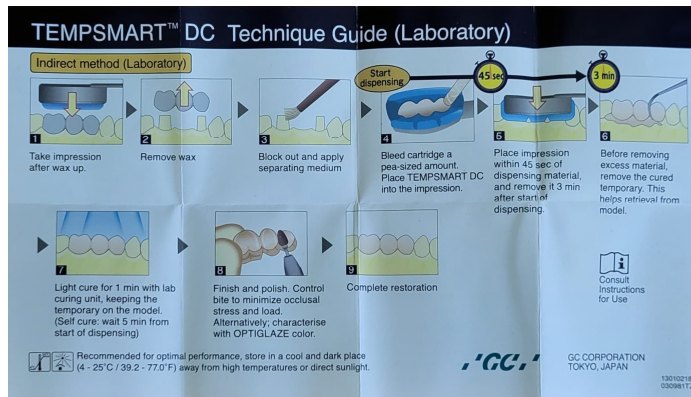 TEMPSMART™ DC Technique Guide (Laboratory)
Indirect method (Laboratory)
Start
dispensing
45 sec
3 min
1
Take impression
after wax up.
2
Remove wax
3
Block out and apply
separating medium
4
Bleed cartridge a
pea-sized amount.
Place TEMPSMART DC
into the impression.
5
Place impression
within 45 sec of
dispensing material,
and remove it 3 min
after start of
dispensing.
6
Before removing
excess material,
remove the cured
temporary. This
helps retrieval from
model.
7
Light cure for 1 min with lab
curing unit, keeping the
temporary on the model.
(Self cure: wait 5 min from
start of dispensing)
8
Finish and polish. Control
bite to minimize occlusal
stress and load.
Alternatively; characterise
with OPTIGLAZE color.
9
Complete restoration
i
Consult
Instructions
for Use
Recommended for optimal performance, store in a cool and dark place
(4 - 25°C / 39.2 - 77.0°F) away from high temperatures or direct sunlight.
'GC.'
GC CORPORATION
TOKYO, JAPAN